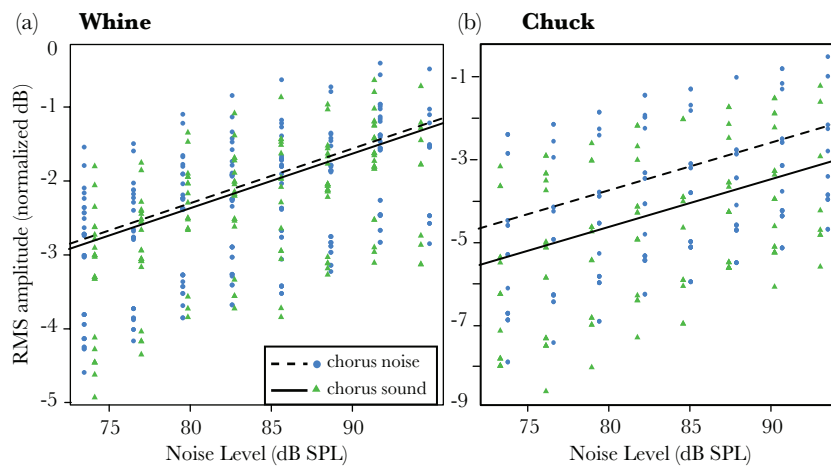 (a) Whine
(b) Chuck
RMS amplitude (normalized dB)
0
-1
-2
-3
-4
-5
-1
-3
-5
-7
-9
chorus noise
chorus sound
75 80 85 90
75 80 85 90
Noise Level (dB SPL)
Noise Level (dB SPL)